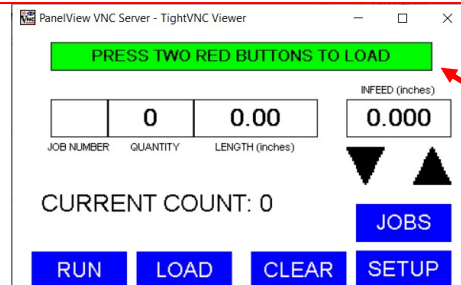 PanelView VNC Server - TightVNC Viewer
PRESS TWO RED BUTTONS TO LOAD
INFEED (inches)
0 0.00 0.000
JOB NUMBER QUANTITY LENGTH (inches)
CURRENT COUNT: 0
JOBS
RUN LOAD CLEAR SETUP